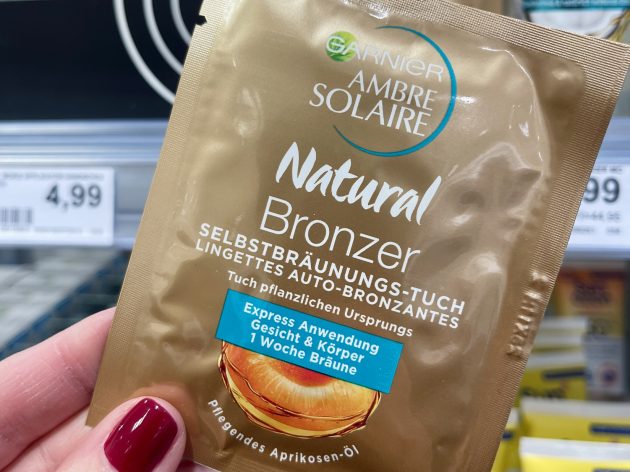 GARNIER
AMBRE
SOLAIRE
Natural
Bronzer
SELBSTBRÄUNUNGS-TUCH
LINGETTES AUTO-BRONZANTES
Tuch pflanzlichen Ursprungs
Express Anwendung
Gesicht & Körper
1 Woche Bräune
Pflegendes Aprikosen-Öl
4,99
99